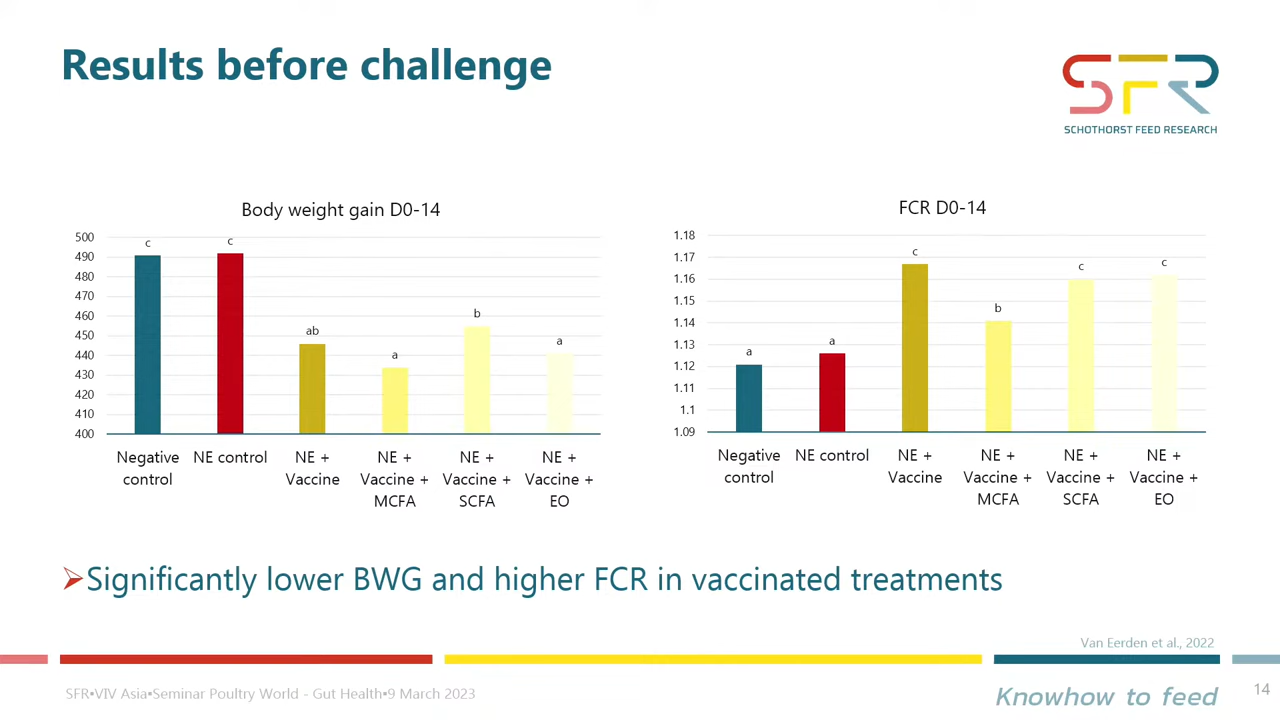 Results before challenge
SFR
SCHOTHORST FEED RESEARCH
Body weight gain D0-14
500
490
480
470
460
450
440
430
420
410
400
c
c
ab
a
b
a
Negative
control
NE control
NE +
Vaccine
NE +
Vaccine +
MCFA
NE +
Vaccine +
SCFA
NE +
Vaccine +
EO
FCR D0-14
1.18
1.17
1.16
1.15
1.14
1.13
1.12
1.11
1.1
1.09
a
a
c
b
c
c
Negative
control
NE control
NE +
Vaccine
NE +
Vaccine +
MCFA
NE +
Vaccine +
SCFA
NE +
Vaccine +
EO
Significantly lower BWG and higher FCR in vaccinated treatments
Van Eerden et al., 2022
SFR•VIV Asia•Seminar Poultry World - Gut Health•9 March 2023
Knowhow to feed
14